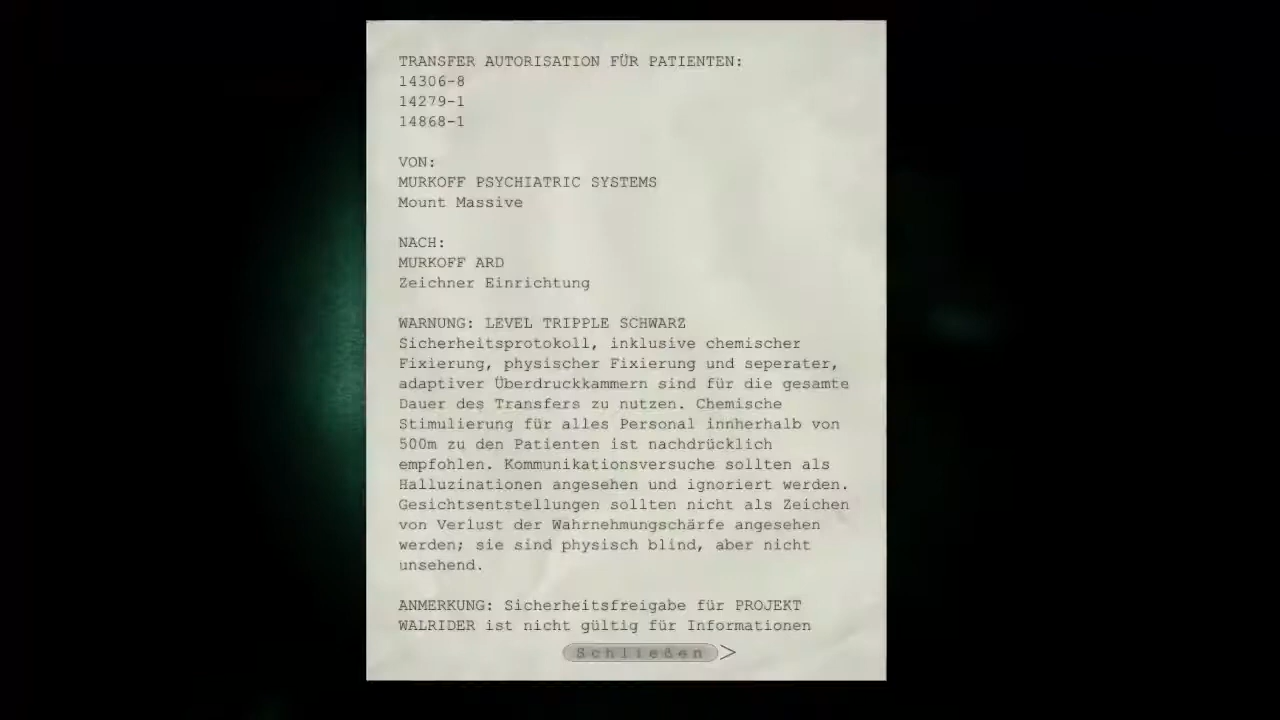 TRANSFER AUTORISATION FÜR PATIENTEN:
14306-8
14279-1
14868-1
VON:
MURKOFF PSYCHIATRIC SYSTEMS
Mount Massive
NACH:
MURKOFF ARD
Zeichner Einrichtung
WARNUNG: LEVEL TRIPPLE SCHWARZ
Sicherheitsprotokoll, inklusive chemischer
Fixierung, physischer Fixierung und seperater,
adaptiver Überdruckkammern sind für die gesamte
Dauer des Transfers zu nutzen. Chemische
Stimulierung für alles Personal innherhalb von
500m zu den Patienten ist nachdrücklich
empfohlen. Kommunikationsversuche sollten als
Halluzinationen angesehen und ignoriert werden.
Gesichtsentstellungen sollten nicht als Zeichen
von Verlust der Wahrnehmungschärfe angesehen
werden; sie sind physisch blind, aber nicht
unsehend.
ANMERKUNG: Sicherheitsfreigabe für PROJEKT
WALRIDER ist nicht gültig für Informationen
Schließen >